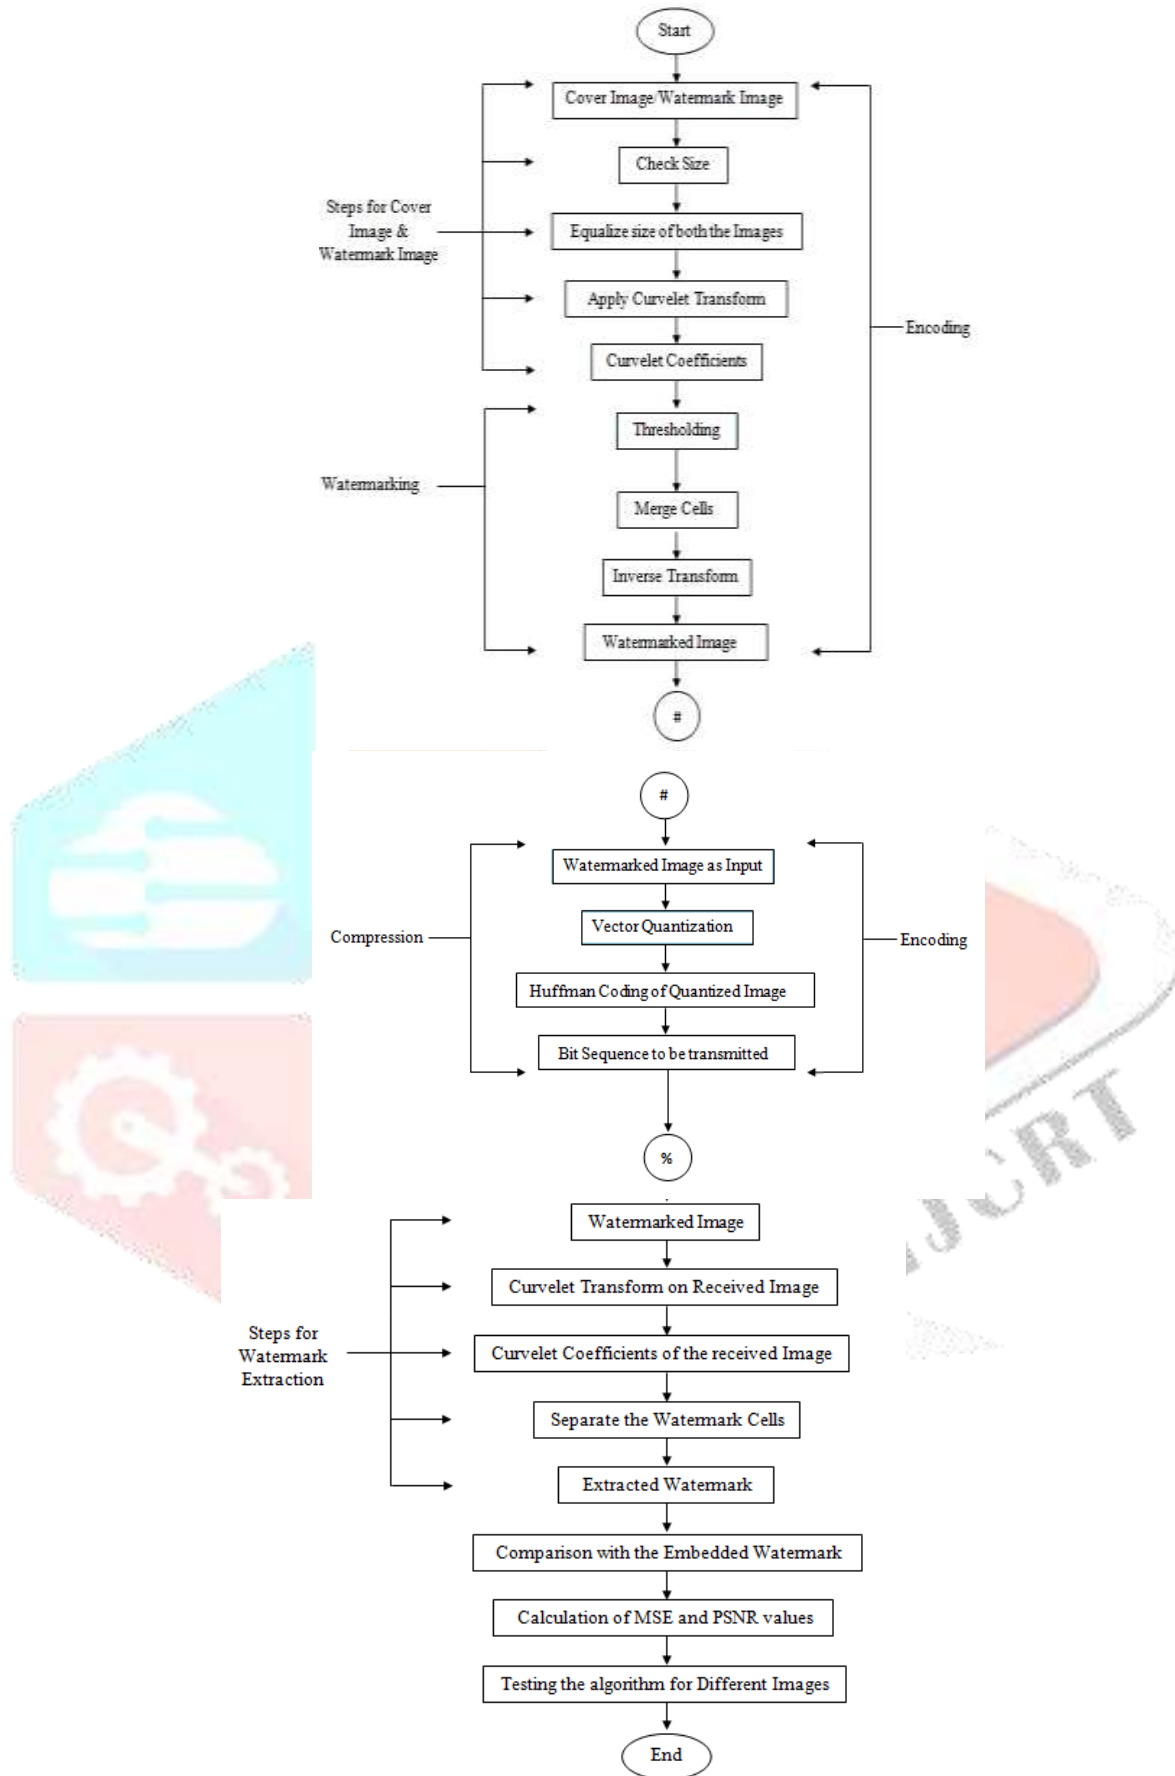 Start
Cover Image/Watermark Image
Check Size
Steps for Cover
Image &
Watermark Image
Equalize size of both the Images
Apply Curvelet Transform
Encoding
Curvelet Coefficients
Thresholding
Watermarking
Merge Cells
Inverse Transform
Watermarked Image
#
#
Watermarked Image as Input
Vector Quantization
Compression
Encoding
Huffman Coding of Quantized Image
Bit Sequence to be transmitted
%
IJCRT
Watermarked Image
Curvelet Transform on Received Image
Steps for
Watermark
Extraction
Curvelet Coefficients of the received Image
Separate the Watermark Cells
Extracted Watermark
Comparison with the Embedded Watermark
Calculation of MSE and PSNR values
Testing the algorithm for Different Images
End